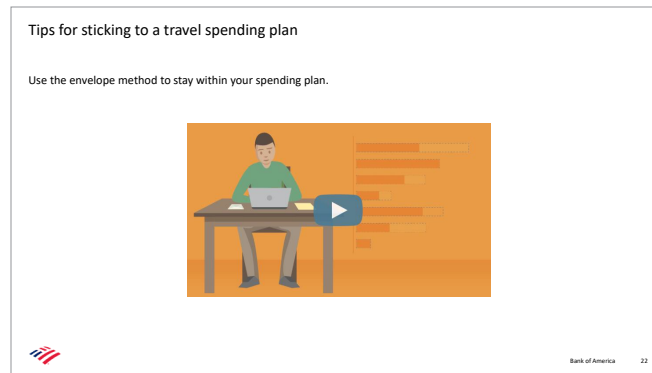 Tips for sticking to a travel spending plan
Use the envelope method to stay within your spending plan.
Bank of America 22